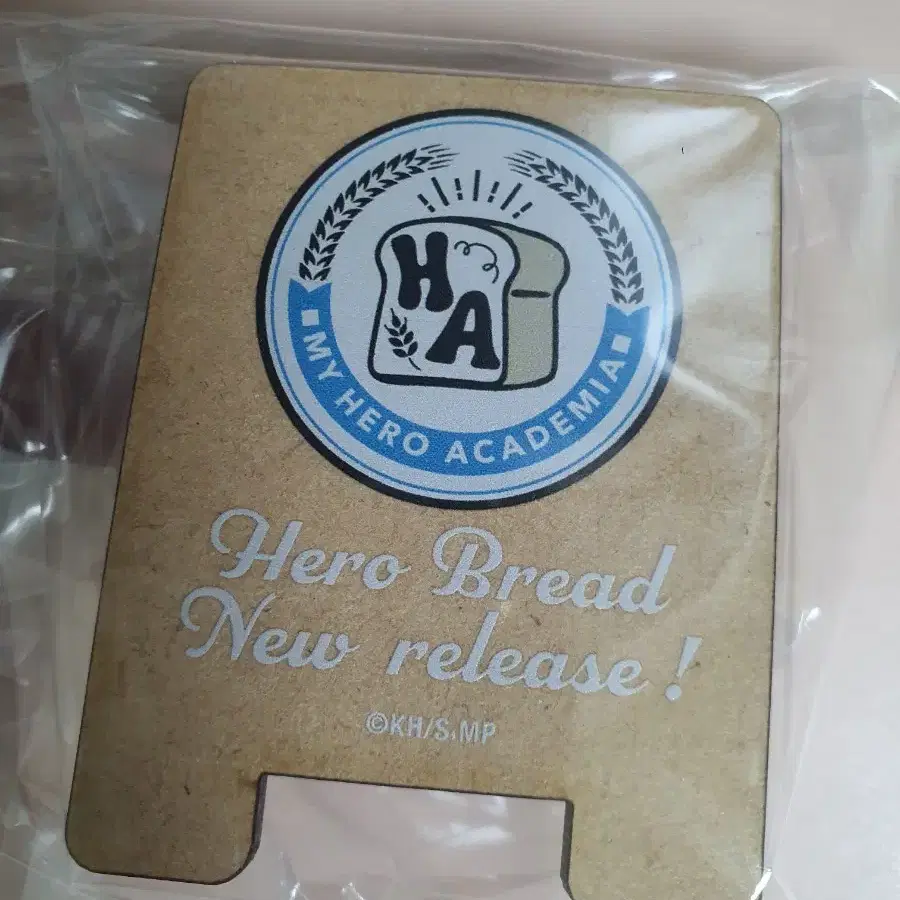 HA
MY HERO ACADEMIA
Hero Bread
New release!
©KH/S,MP